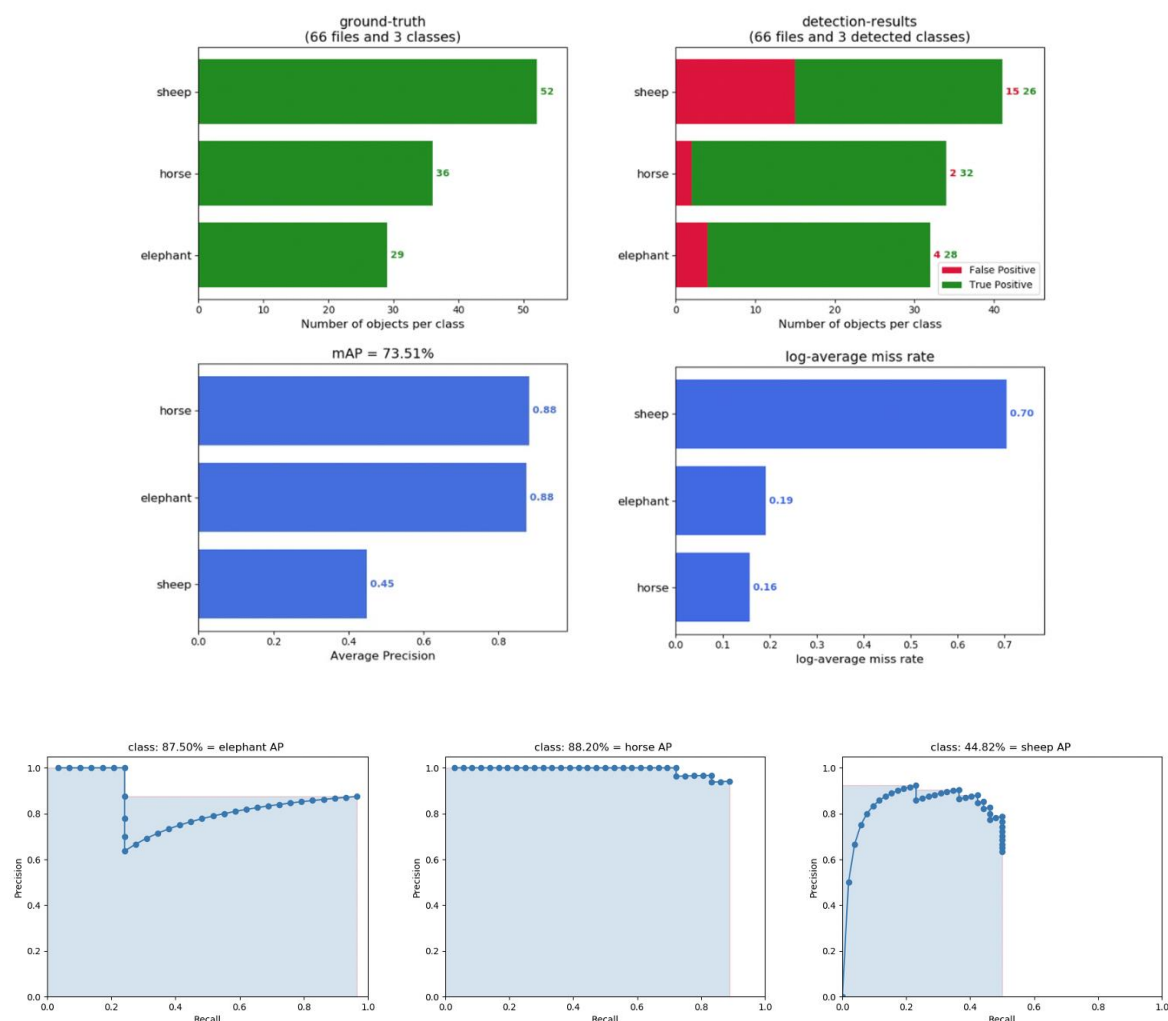 ground-truth
(66 files and 3 classes)
sheep
horse
elephant
52
36
29
0 10 20 30 40 50
Number of objects per class
detection-results
(66 files and 3 detected classes)
sheep
horse
elephant
15 26
2 32
4 28
False Positive
True Positive
0 10 20 30 40
Number of objects per class
mAP = 73.51%
horse
elephant
sheep
0.88
0.88
0.45
0.0 0.2 0.4 0.6 0.8
Average Precision
log-average miss rate
sheep
elephant
horse
0.70
0.19
0.16
0.0 0.1 0.2 0.3 0.4 0.5 0.6 0.7
log-average miss rate
class: 87.50% = elephant AP
1.0
0.8
0.6
0.4
0.2
0.0
Precision
0.0 0.2 0.4 0.6 0.8 1.0
Recall
class: 88.20% = horse AP
1.0
0.8
0.6
0.4
0.2
0.0
Precision
0.0 0.2 0.4 0.6 0.8 1.0
Recall
class: 44.82% = sheep AP
1.0
0.8
0.6
0.4
0.2
0.0
Precision
0.0 0.2 0.4 0.6 0.8 1.0
Recall